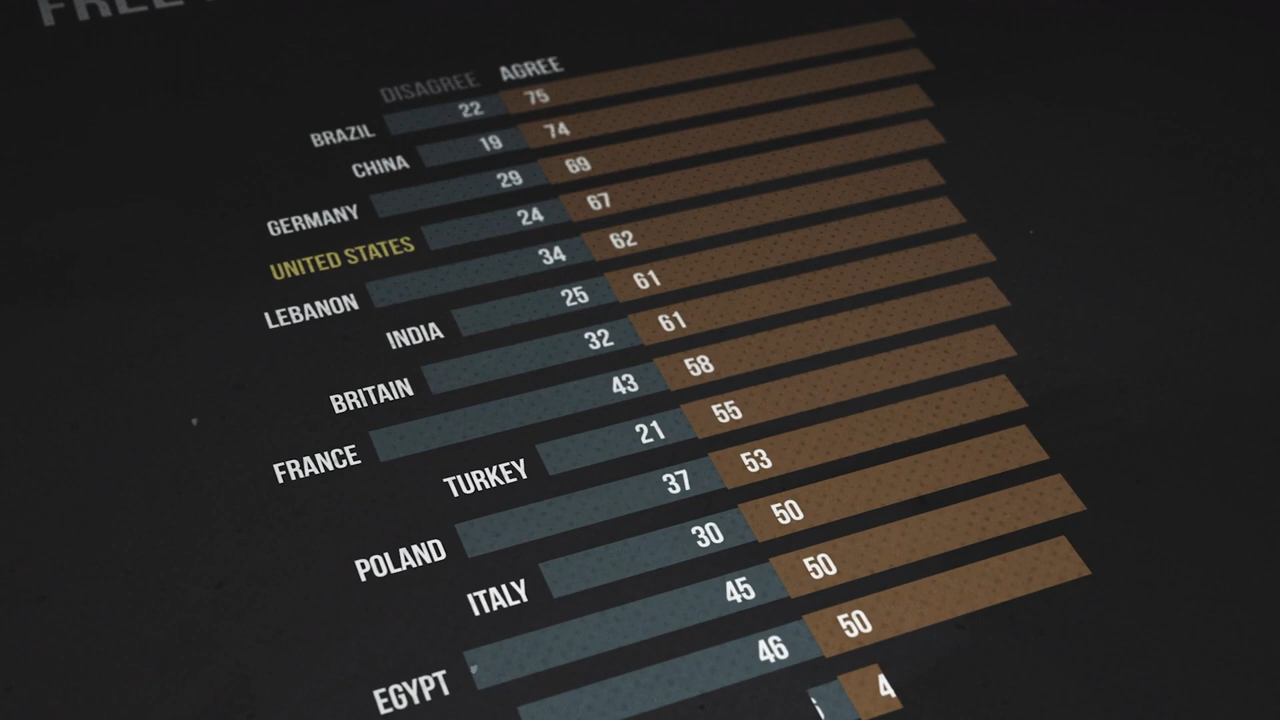 DISAGREE AGREE
BRAZIL 22 75
CHINA 19 74
GERMANY 29 69
UNITED STATES 24 67
LEBANON 34 62
INDIA 25 61
BRITAIN 32 61
FRANCE 43 58
TURKEY 21 55
POLAND 37 53
ITALY 30 50
EGYPT 45 50
46 50
4